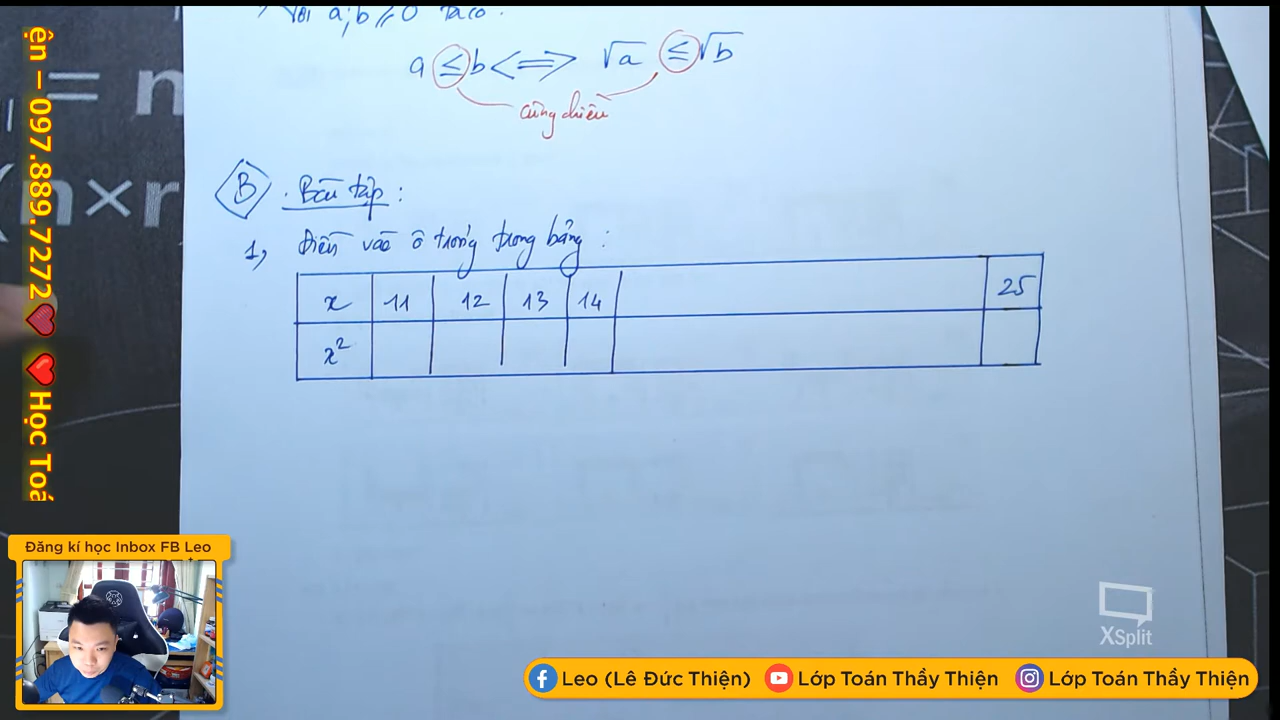 Với a; b ⩾ 0 ta có :
a ≤ b <=> √a ≤ √b
cùng chiều
B . Bài tập :
1, Điền vào ô trống trong bảng :
x 11 12 13 14 25
x²
ện – 097.889.7272 ❤ ❤ Học Toá
= n
n×r
Đăng kí học Inbox FB Leo
XSplit
Leo (Lê Đức Thiện) Lớp Toán Thầy Thiện Lớp Toán Thầy Thiện